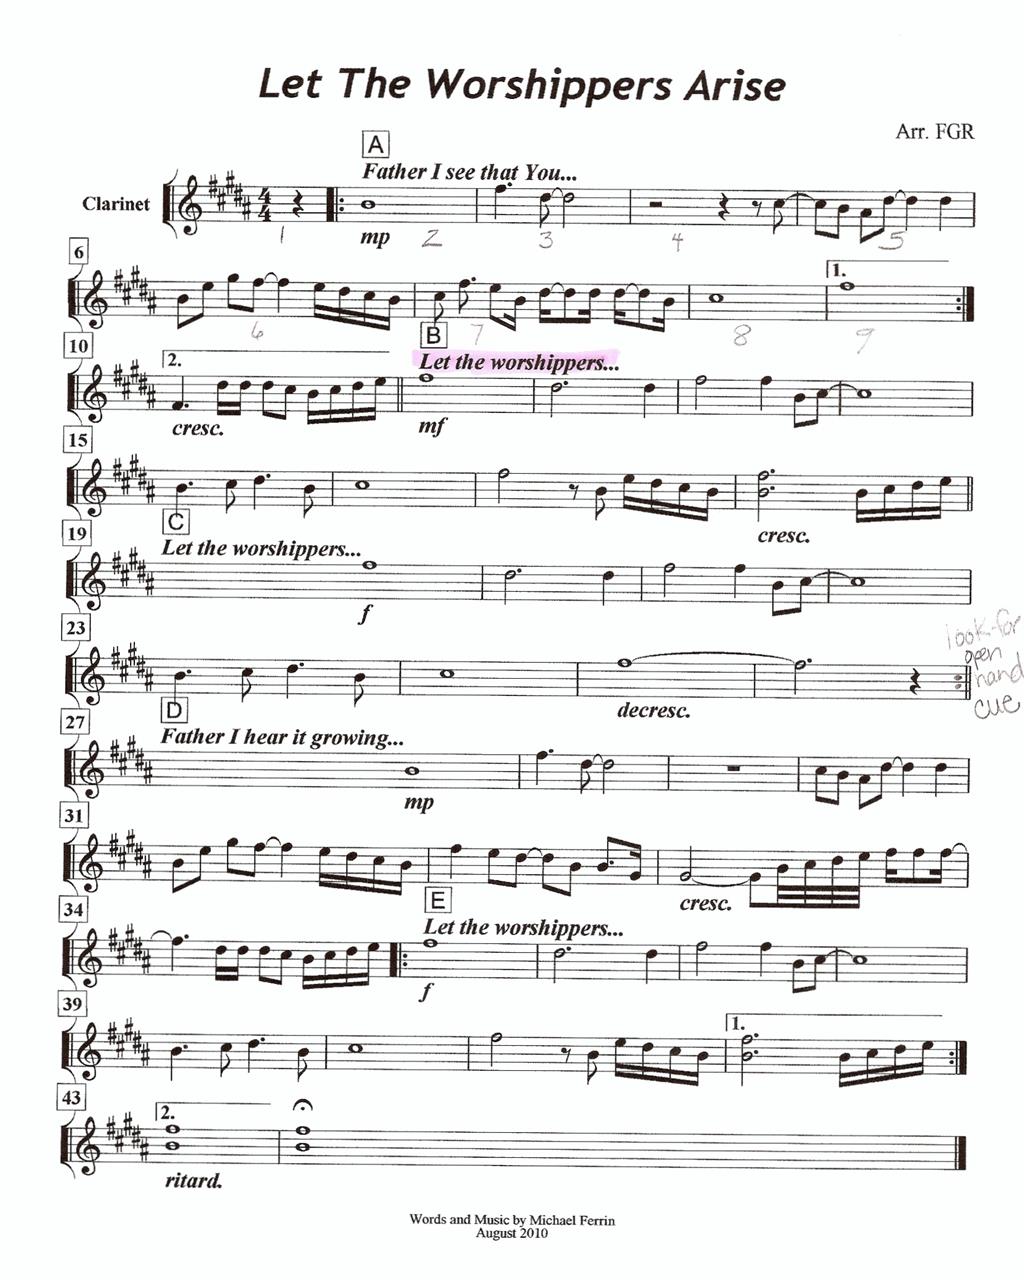 Let The Worshippers Arise
Arr. FGR
A
Father I see that You...
Clarinet
4
4
mp
1 2 3 4 5
6
1.
6 7 8 9
10
B
2.
Let the worshippers...
cresc.
mf
15
cresc.
C
19
Let the worshippers...
f
23
look for
open
hand
cue
decresc.
D
27
Father I hear it growing...
mp
31
cresc.
E
34
Let the worshippers...
f
39
1.
43
2.
ritard.
Words and Music by Michael Ferrin
August 2010